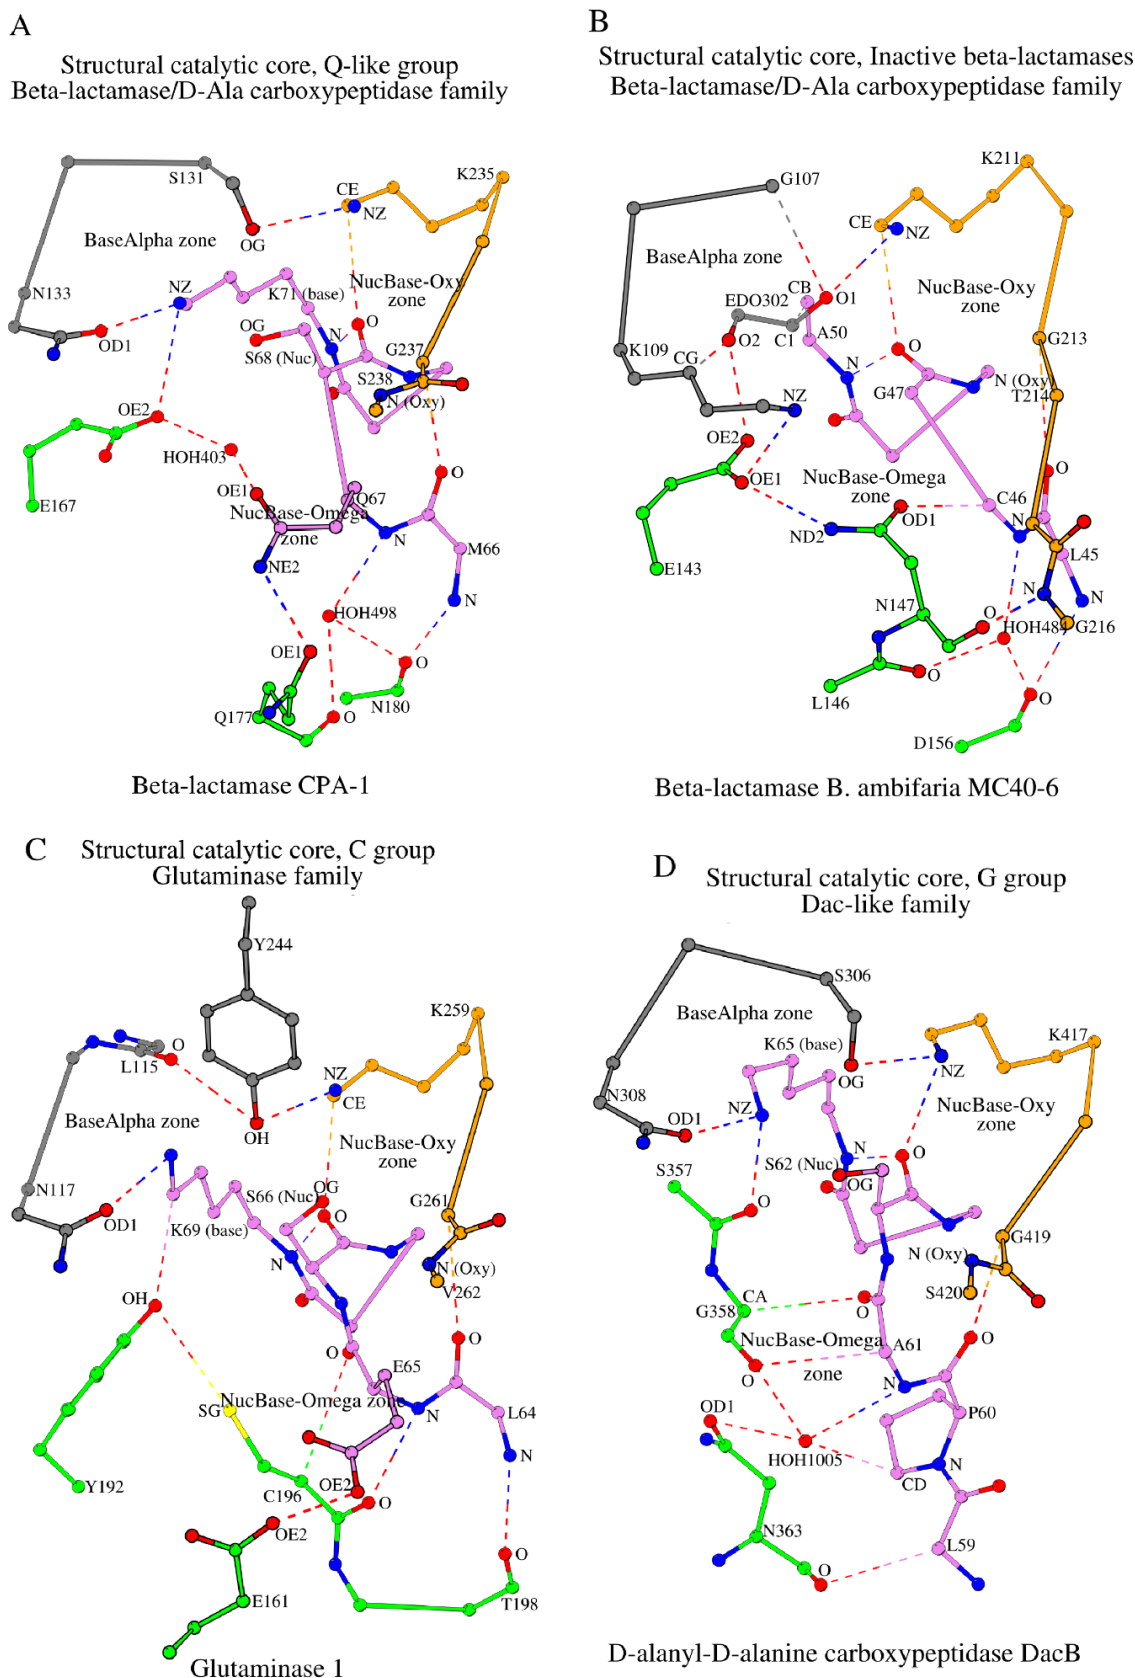 A
Structural catalytic core, Q-like group
Beta-lactamase/D-Ala carboxypeptidase family
S131
K235
CE
NZ
OG
BaseAlpha zone
NucBase-Oxy
zone
N133
NZ
K71 (base)
OG
O
N
OD1
S68 (Nuc)
G237
S238
N (Oxy)
OE2
HOH403
O
E167
OE1
Q67
NucBase-Omega
zone
N
M66
NE2
N
HOH498
OE1
O
N180
Q177
O
Beta-lactamase CPA-1
B
Structural catalytic core, Inactive beta-lactamases
Beta-lactamase/D-Ala carboxypeptidase family
K211
G107
CE
NZ
BaseAlpha zone
NucBase-Oxy
zone
CB
O1
EDO302
C1
A50
O2
G213
K109
CG
O
N
G47
N (Oxy)
T214
NZ
OE2
OE1
NucBase-Omega
zone
O
C46
OD1
N
ND2
L45
E143
N147
N
N
O
HOH484
G216
O
L146
O
D156
Beta-lactamase B. ambifaria MC40-6
C
Structural catalytic core, C group
Glutaminase family
Y244
K259
O
L115
NZ
CE
BaseAlpha zone
OH
NucBase-Oxy
zone
N117
S66 (Nuc)
OG
O
OD1
K69 (base)
G261
N
N (Oxy)
V262
OH
O
O
E65
NucBase-Omega zone
SG
N
L64
N
C196
OE2
O
Y192
OE2
O
E161
T198
Glutaminase 1
D
Structural catalytic core, G group
Dac-like family
S306
BaseAlpha zone
K417
K65 (base)
OG
NZ
N308
OD1
NZ
NucBase-Oxy
zone
N
O
S357
S62 (Nuc)
OG
O
G419
N (Oxy)
S420
CA
G358
O
O
NucBase-Omega
zone
A61
O
N
OD1
P60
HOH1005
N
CD
N363
L59
O
D-alanyl-D-alanine carboxypeptidase DacB